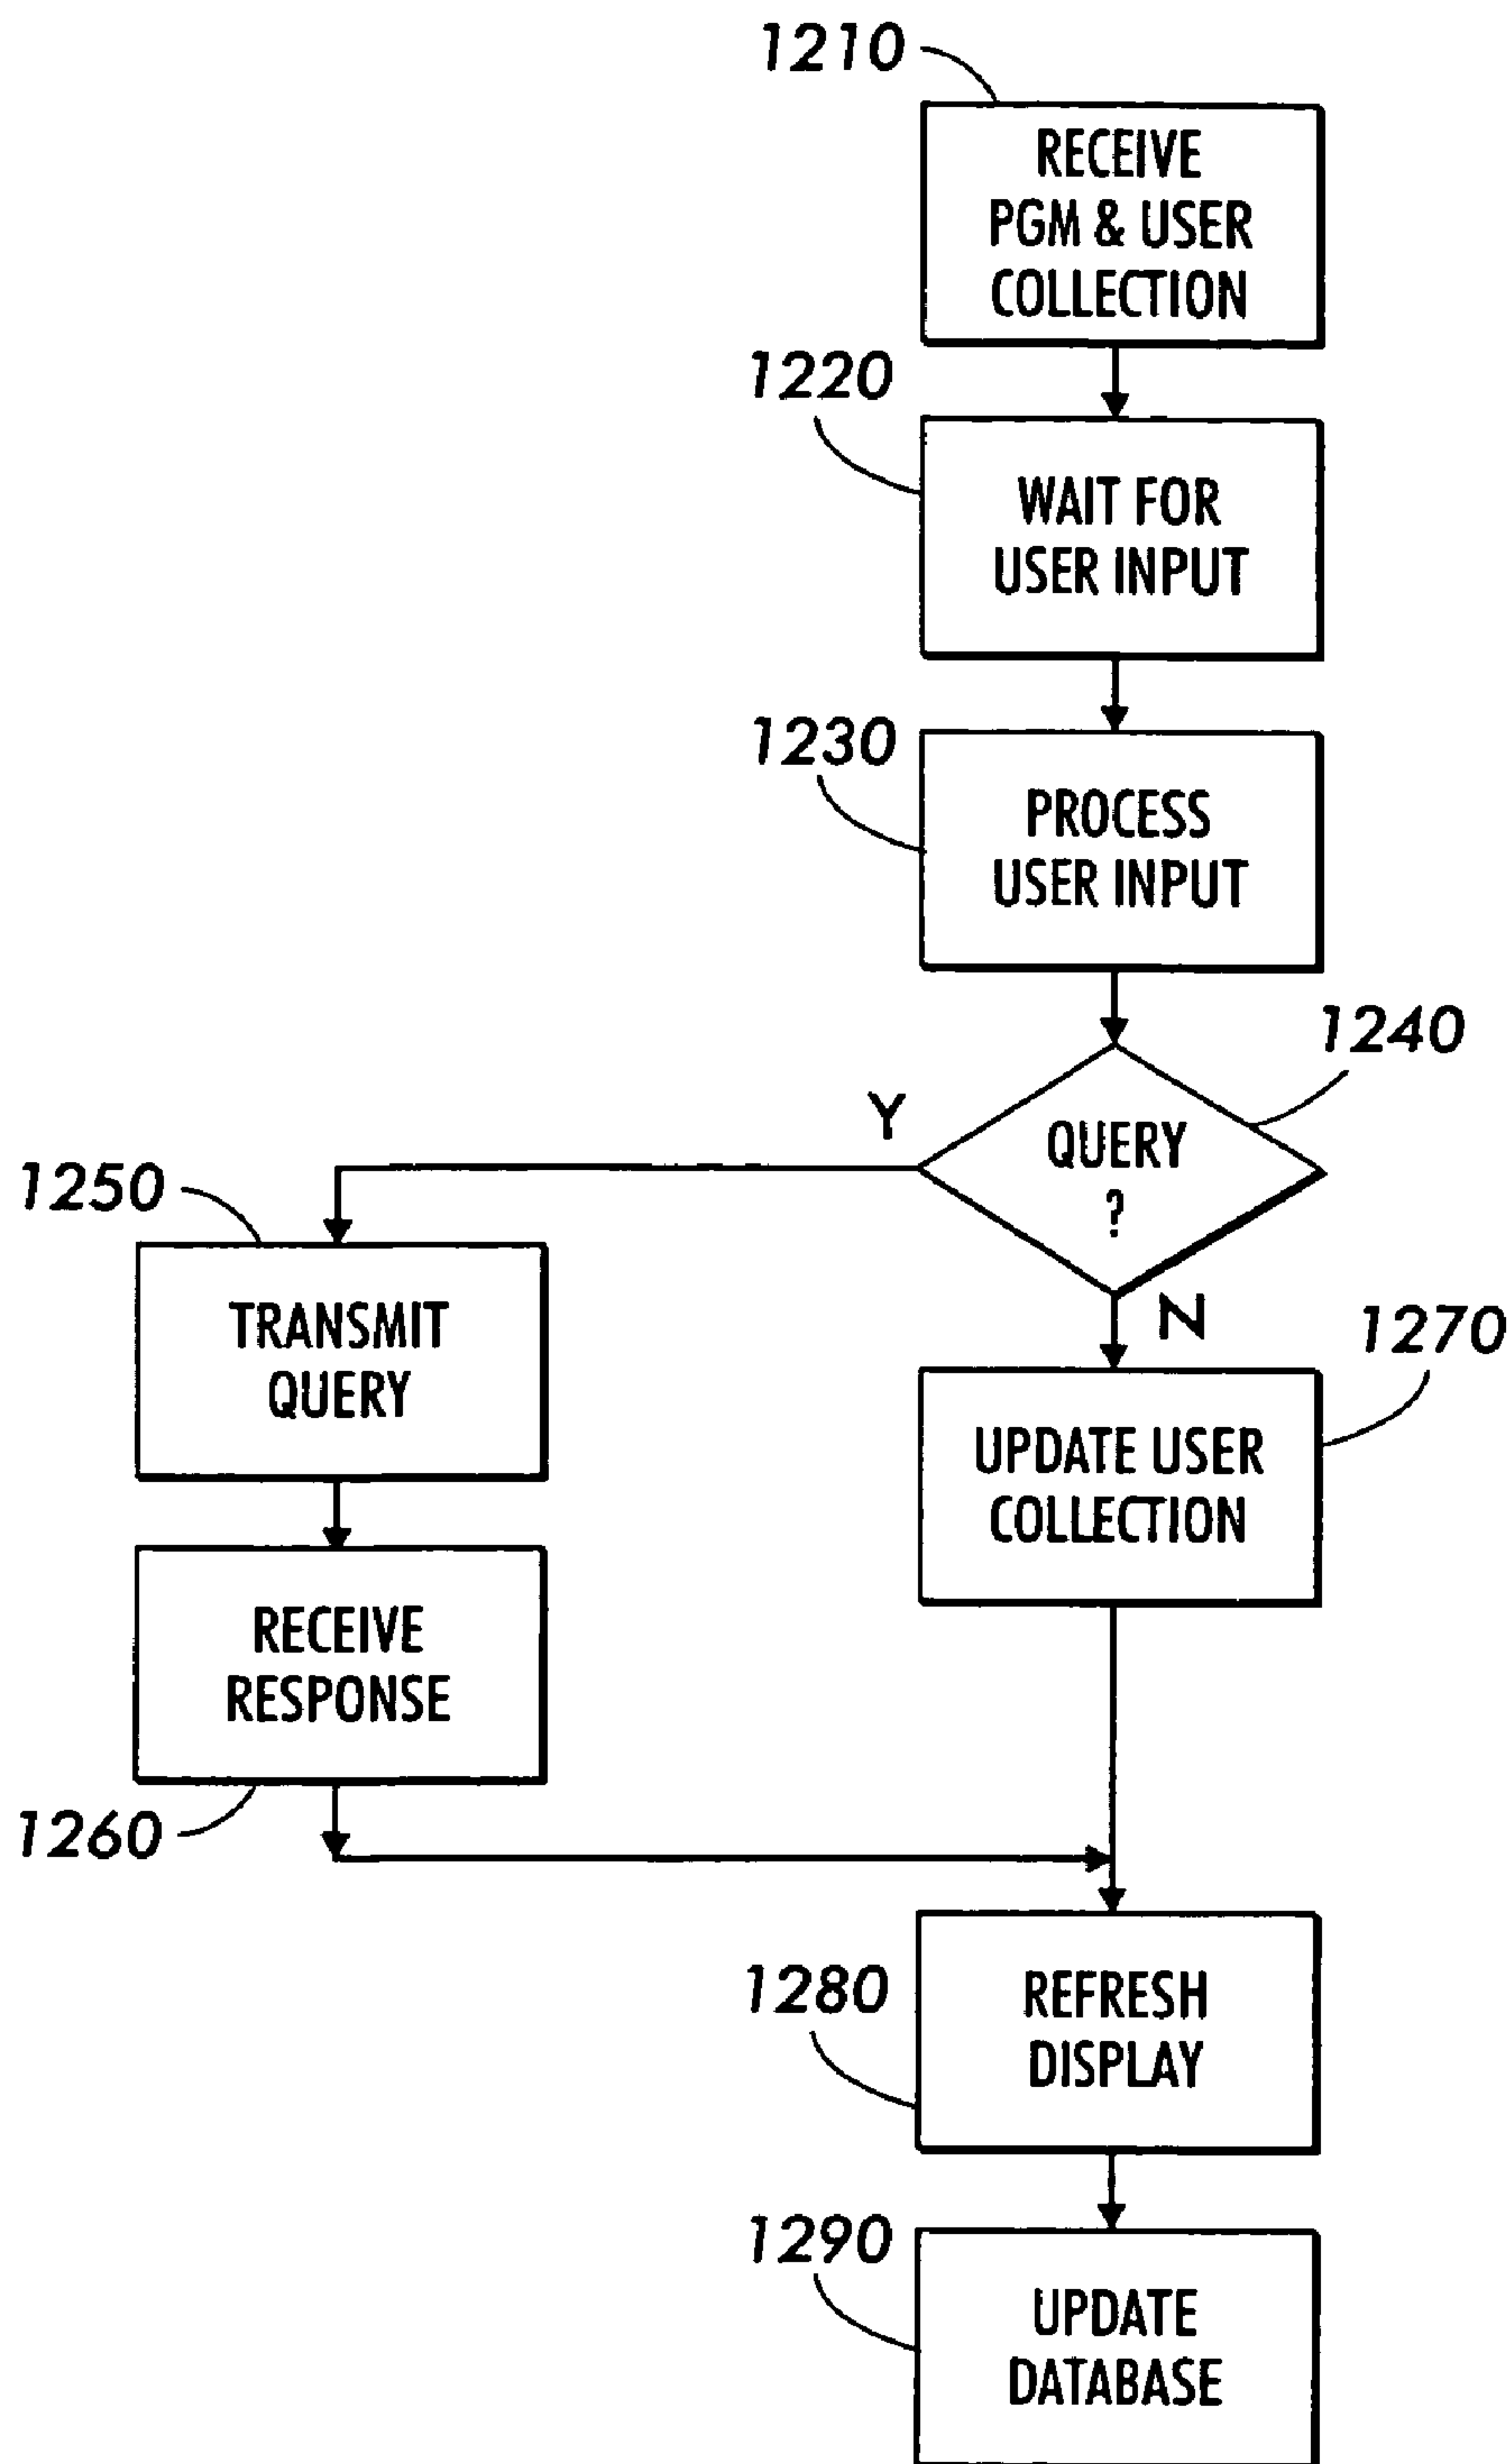 1210
RECEIVE
PGM & USER
COLLECTION
1220
WAIT FOR
USER INPUT
1230
PROCESS
USER INPUT
1240
QUERY
?
Y
N
1250
TRANSMIT
QUERY
1260
RECEIVE
RESPONSE
1270
UPDATE USER
COLLECTION
1280
REFRESH
DISPLAY
1290
UPDATE
DATABASE